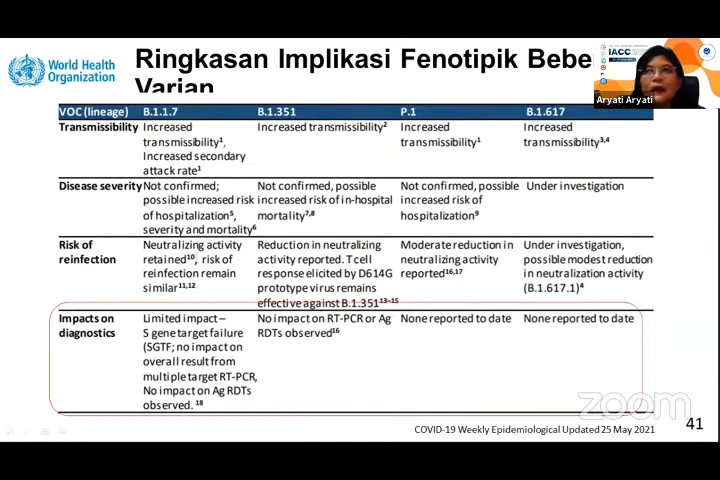 World Health
Organization
Ringkasan Implikasi Fenotipik Bebe
Varian
IACC
Aryati Aryati
VOC (lineage) B.1.1.7 B.1.351 P.1 B.1.617
Transmissibility Increased transmissibility¹, Increased secondary attack rate¹
Increased transmissibility²
Increased transmissibility¹
Increased transmissibility³,⁴
Disease severity Not confirmed; possible increased risk of hospitalization⁵, severity and mortality⁶
Not confirmed, possible increased risk of in-hospital mortality⁷,⁸
Not confirmed, possible increased risk of hospitalization⁹
Under investigation
Risk of reinfection
Neutralizing activity retained¹⁰, risk of reinfection remain similar¹¹,¹²
Reduction in neutralizing activity reported. T cell response elicited by D614G prototype virus remains effective against B.1.351¹³⁻¹⁵
Moderate reduction in neutralizing activity reported¹⁶,¹⁷
Under investigation, possible modest reduction in neutralization activity (B.1.617.1)⁴
Impacts on diagnostics
Limited impact – S gene target failure (SGTF; no impact on overall result from multiple target RT-PCR, No impact on Ag RDTs observed. ¹⁸
No impact on RT-PCR or Ag RDTs observed¹⁶
None reported to date
None reported to date
zoom
COVID-19 Weekly Epidemiological Updated 25 May 2021
41